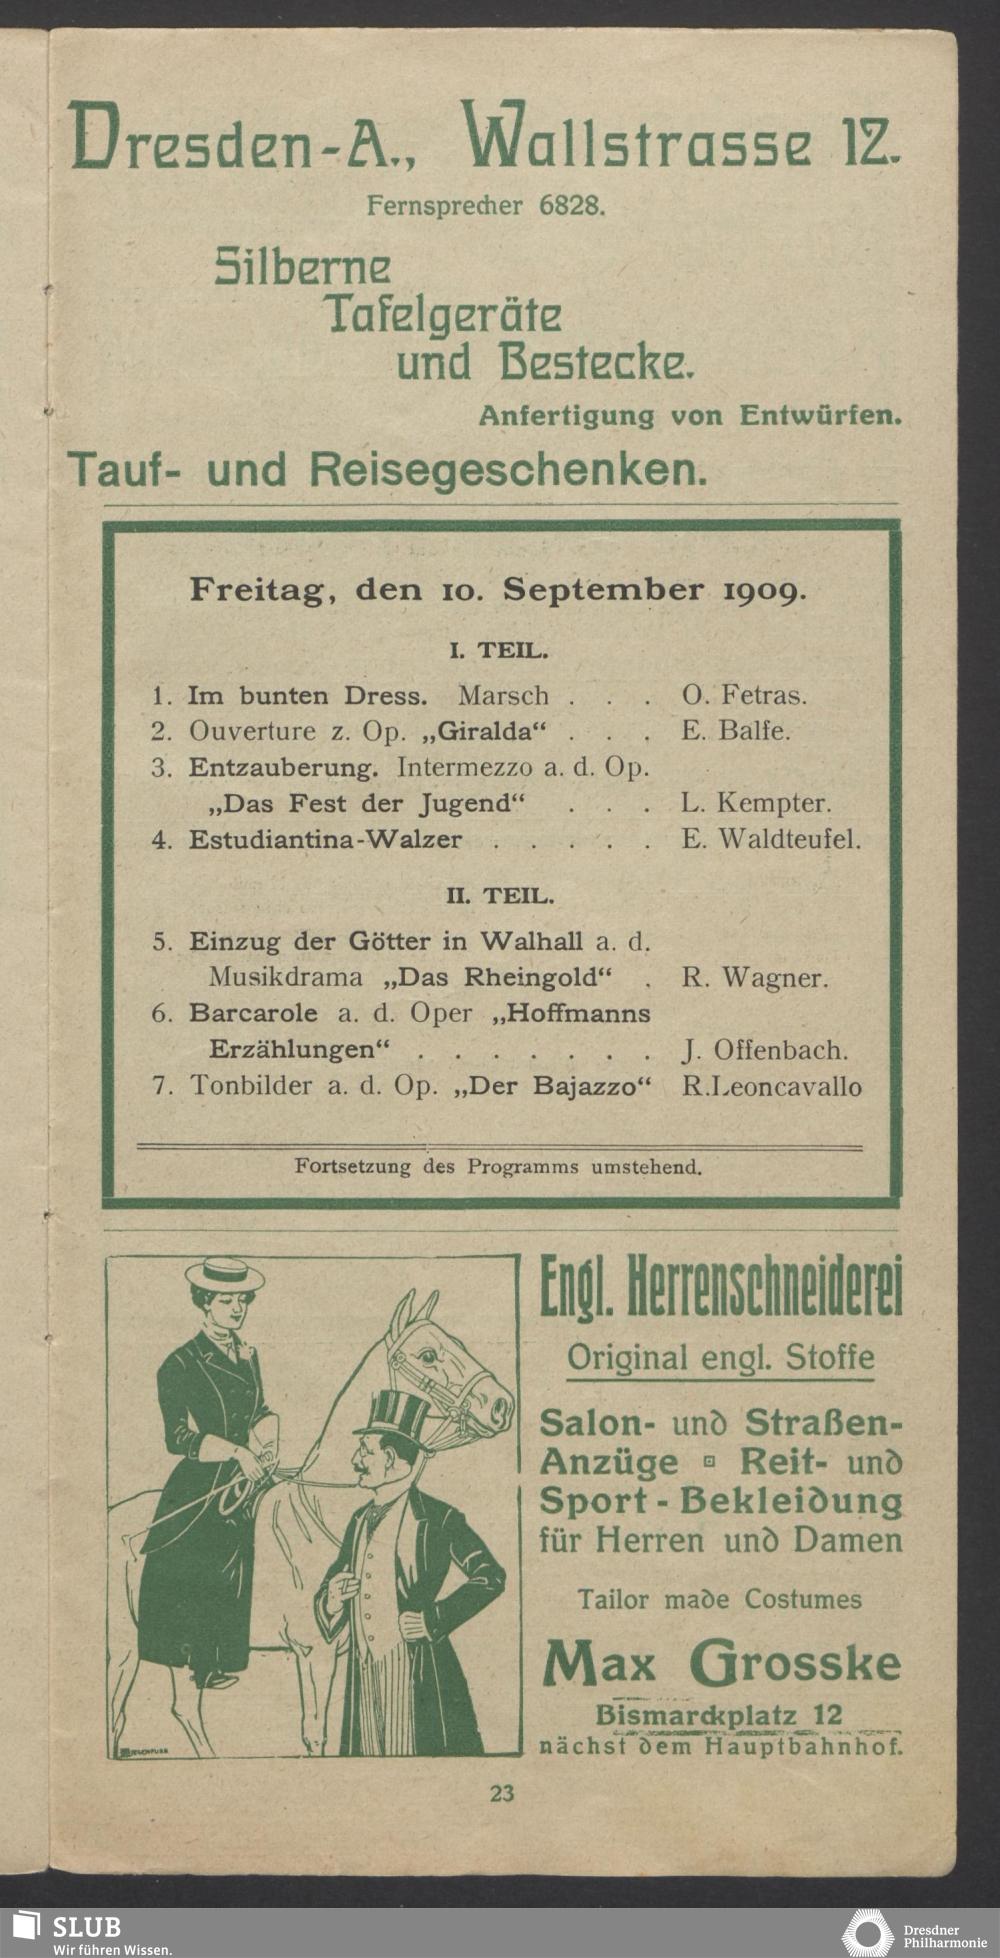 Dresden-A., Wallstrasse 12.
Fernsprecher 6828.
Silberne
Tafelgeräte
und Bestecke.
Anfertigung von Entwürfen.
Tauf- und Reisegeschenken.
Freitag, den 10. September 1909.
I. TEIL.
1. Im bunten Dress. Marsch . . . O. Fetras.
2. Ouverture z. Op. „Giralda“ . . . E. Balfe.
3. Entzauberung. Intermezzo a. d. Op.
„Das Fest der Jugend“ . . . L. Kempter.
4. Estudiantina-Walzer . . . . . E. Waldteufel.
II. TEIL.
5. Einzug der Götter in Walhall a. d.
Musikdrama „Das Rheingold“ . R. Wagner.
6. Barcarole a. d. Oper „Hoffmanns
Erzählungen“ . . . . . . . J. Offenbach.
7. Tonbilder a. d. Op. „Der Bajazzo“ R. Leoncavallo
Fortsetzung des Programms umstehend.
Engl. Herrenschneiderei
Original engl. Stoffe
Salon- und Straßen-
Anzüge Reit- und
Sport-Bekleidung
für Herren und Damen
Tailor made Costumes
Max Grosske
Bismarckplatz 12
nächst dem Hauptbahnhof.
23
SLUB
Wir führen Wissen.
Dresdner
Philharmonie